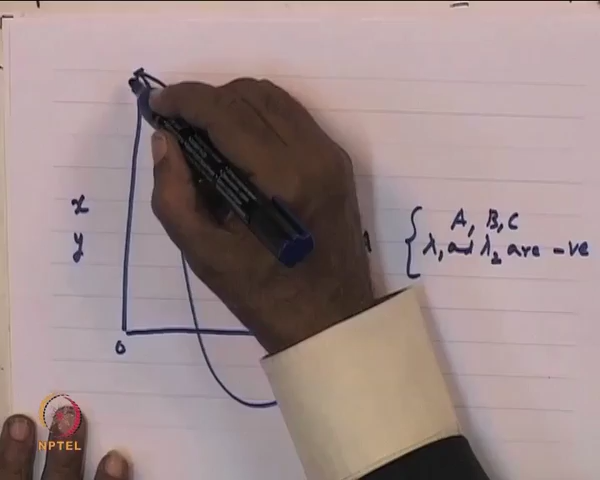 x
y
0
A, B, C
λ₁ and λ₂ are -ve
NPTEL